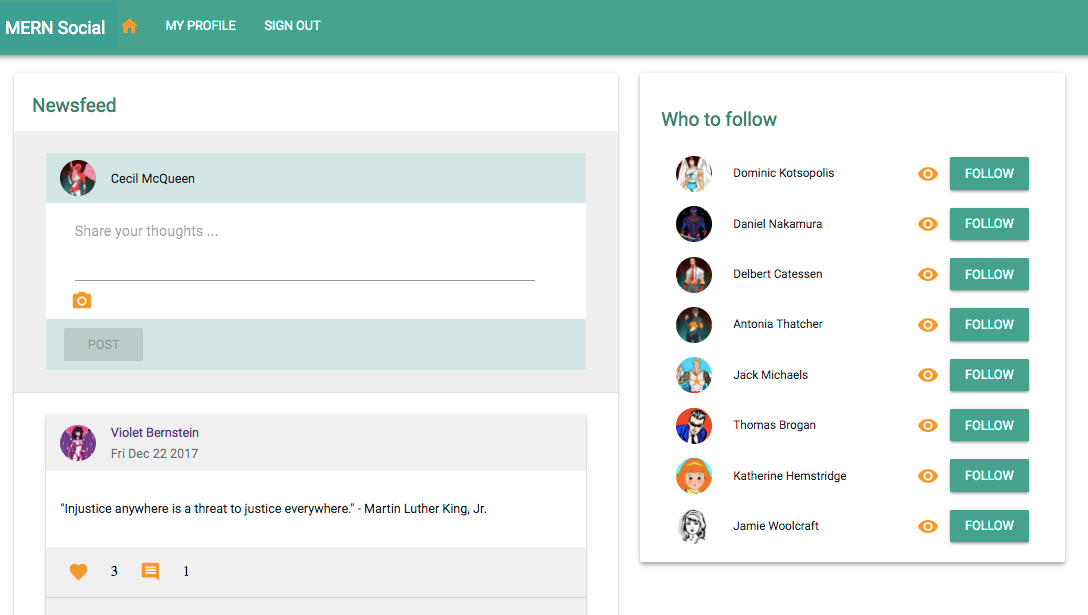 MERN Social MY PROFILE SIGN OUT
Newsfeed
Cecil McQueen
Share your thoughts ...
POST
Violet Bernstein
Fri Dec 22 2017
"Injustice anywhere is a threat to justice everywhere." - Martin Luther King, Jr.
3 1
Who to follow
Dominic Kotsopolis FOLLOW
Daniel Nakamura FOLLOW
Delbert Catessen FOLLOW
Antonia Thatcher FOLLOW
Jack Michaels FOLLOW
Thomas Brogan FOLLOW
Katherine Hemstridge FOLLOW
Jamie Woolcraft FOLLOW